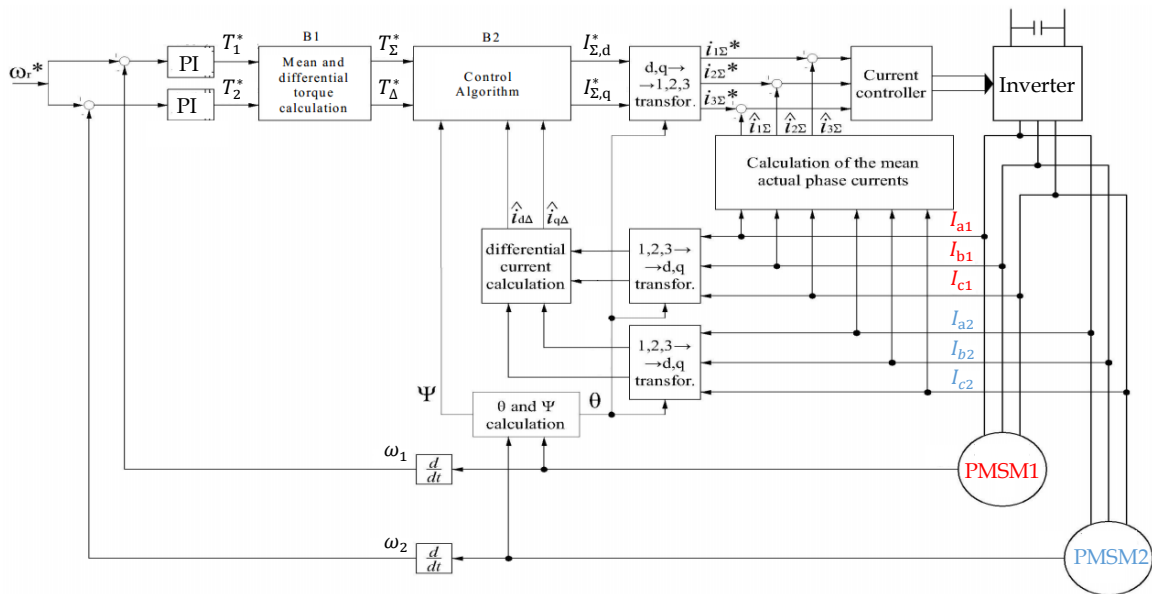 ωr*
PI
PI
T1*
T2*
B1
Mean and
differential
torque
calculation
TΣ*
TΔ*
B2
Control
Algorithm
I*Σ,d
I*Σ,q
d,q→
→1,2,3
transfor.
i1Σ*
i2Σ*
i3Σ*
Current
controller
Inverter
î1Σ
î2Σ
î3Σ
Calculation of the mean
actual phase currents
îdΔ
îqΔ
differential
current
calculation
1,2,3→
→d,q
transfor.
Ia1
Ib1
Ic1
1,2,3→
→d,q
transfor.
Ia2
Ib2
Ic2
Ψ
θ and Ψ
calculation
θ
ω1
d
dt
PMSM1
ω2
d
dt
PMSM2